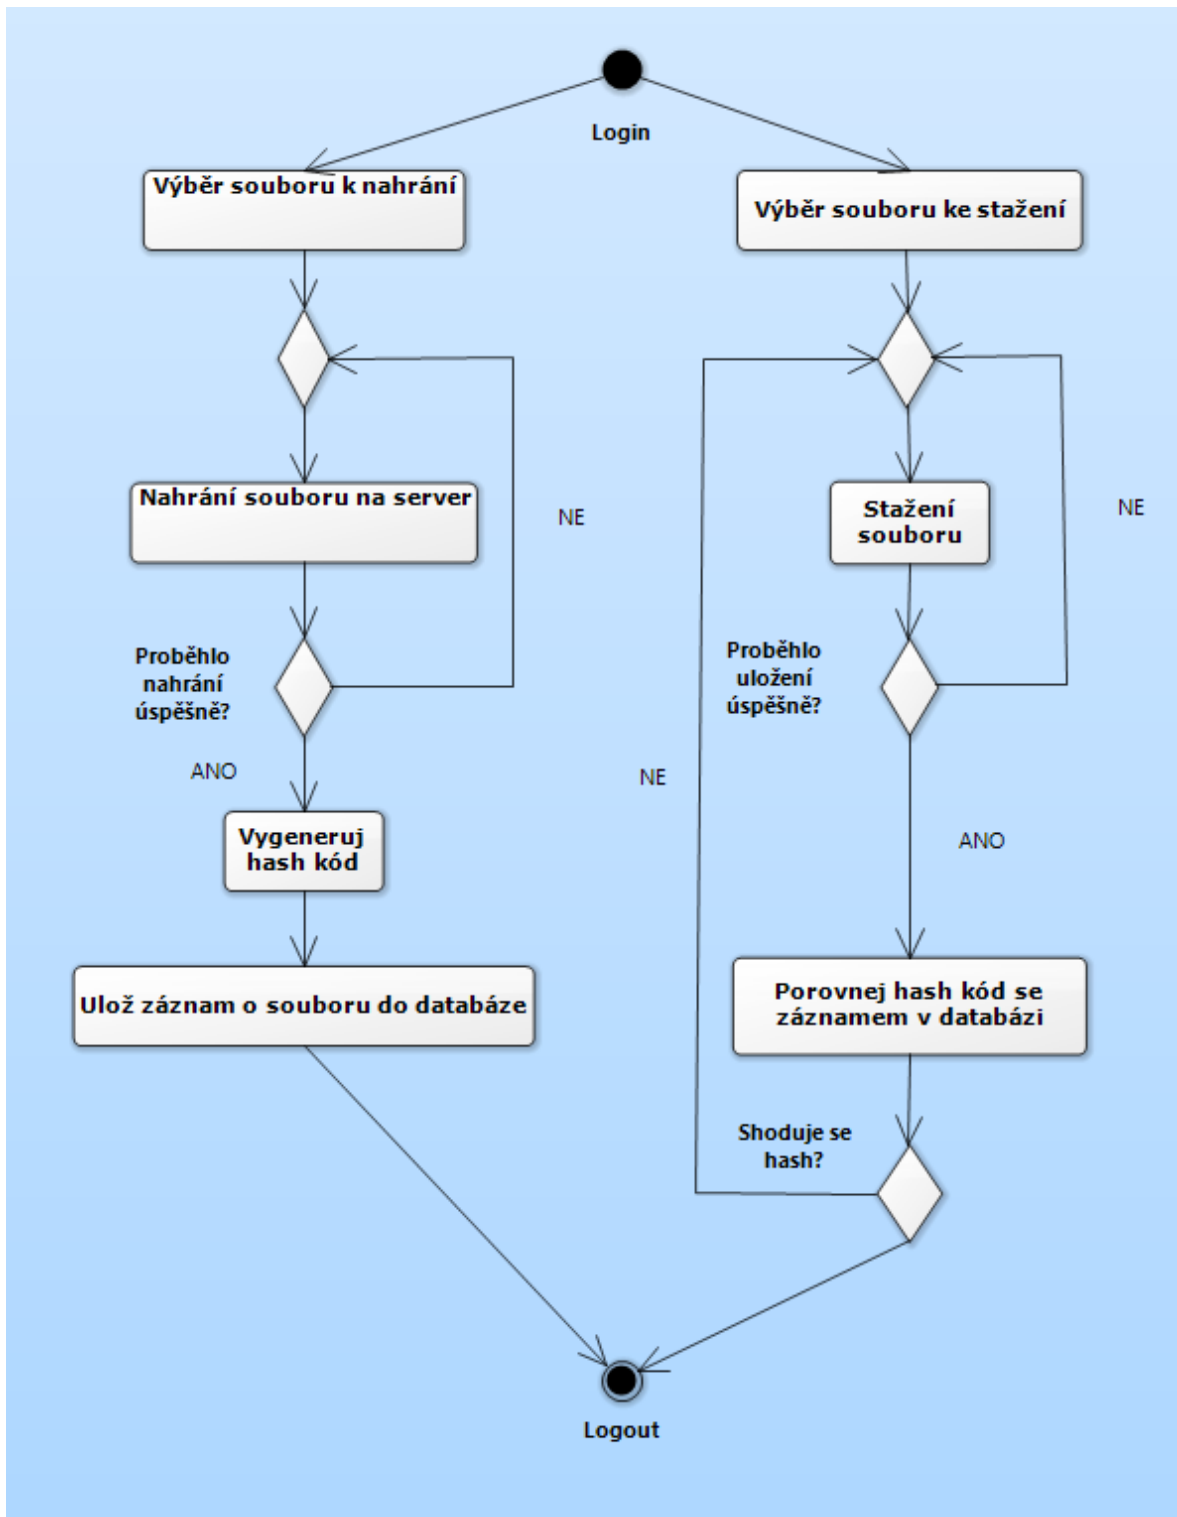 Login
Výběr souboru k nahrání
Výběr souboru ke stažení
Nahrání souboru na server
NE
Stažení
souboru
NE
Proběhlo
nahrání
úspěšně?
Proběhlo
uložení
úspěšně?
ANO
NE
Vygeneruj
hash kód
ANO
Ulož záznam o souboru do databáze
Porovnej hash kód se
záznamem v databázi
Shoduje se
hash?
Logout